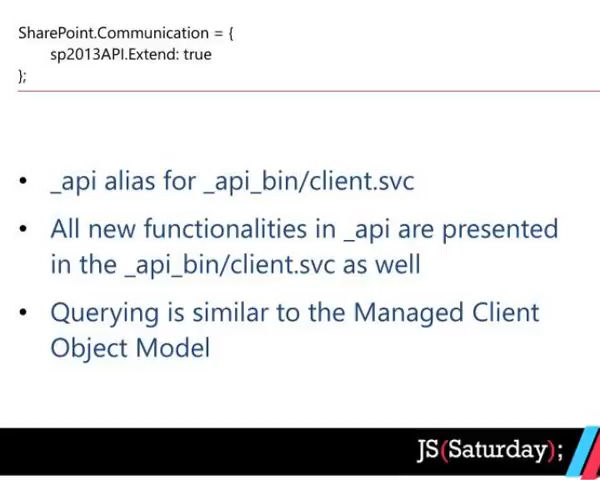 SharePoint.Communication = {
sp2013API.Extend: true
};
• _api alias for _api_bin/client.svc
• All new functionalities in _api are presented
in the _api_bin/client.svc as well
• Querying is similar to the Managed Client
Object Model
JS(Saturday);